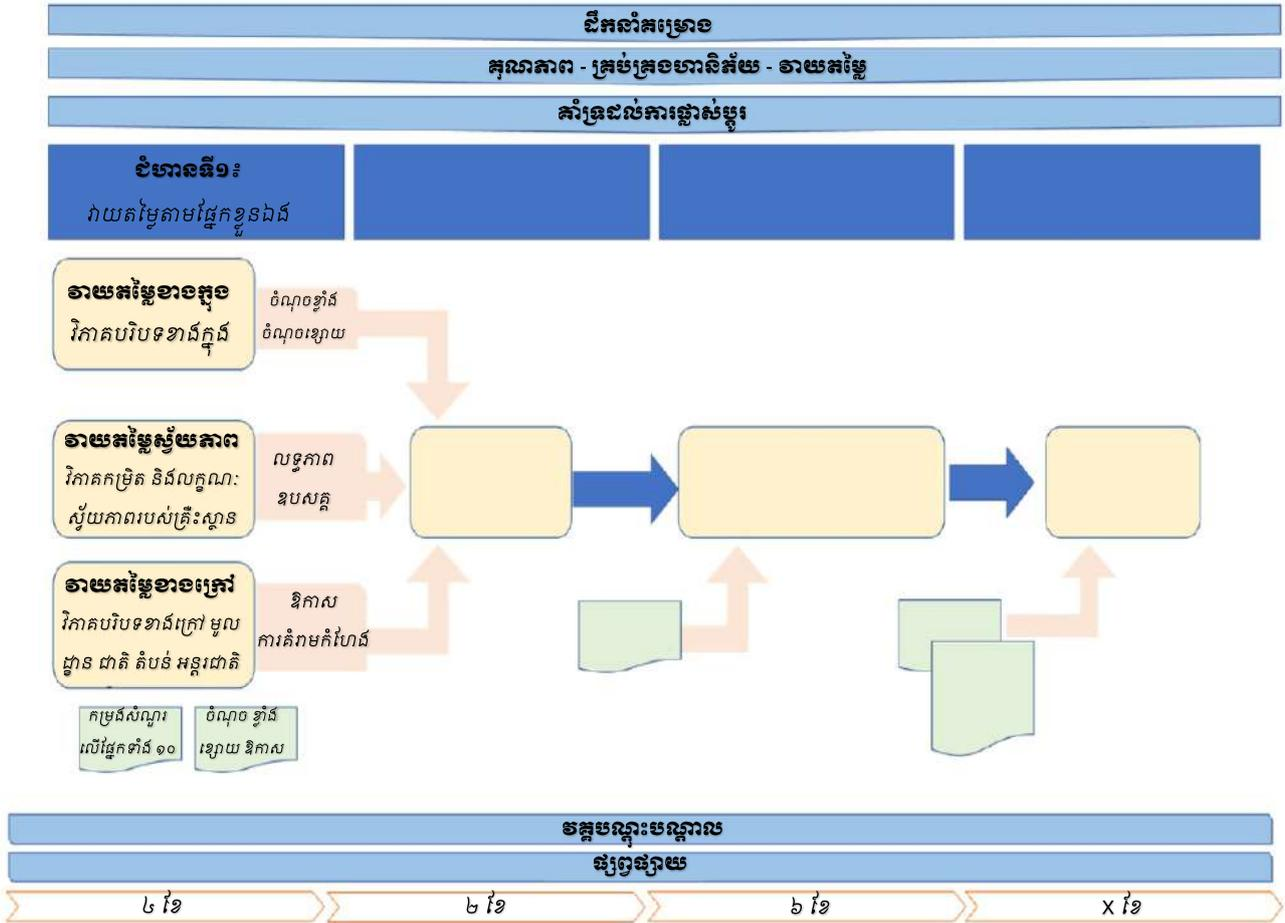 ដឹកនាំគម្រោង
គុណភាព - គ្រប់គ្រងហានិភ័យ - វាយតម្លៃ
គាំទ្រដល់ការផ្លាស់ប្ដូរ
ជំហានទី១៖
វាយតម្លៃតាមផ្នែកខ្លួនឯង
វាយតម្លៃខាងក្នុង
វិភាគបរិបទខាងក្នុង
ចំណុចខ្លាំង
ចំណុចខ្សោយ
វាយតម្លៃស្វ័យភាព
វិភាគកម្រិត និងលក្ខណៈ
ស្វ័យភាពរបស់គ្រឹះស្ថាន
លទ្ធភាព
ឧបសគ្គ
វាយតម្លៃខាងក្រៅ
វិភាគបរិបទខាងក្រៅ មូល
ដ្ឋាន ជាតិ តំបន់ អន្តរជាតិ
ឱកាស
ការគំរាមកំហែង
កម្រងសំណួរ
លើផ្នែកទាំង ១០
ចំណុច ខ្លាំង
ខ្សោយ ឱកាស
វគ្គបណ្តុះបណ្តាល
ផ្សព្វផ្សាយ
៤ ខែ
២ ខែ
៦ ខែ
X ខែ